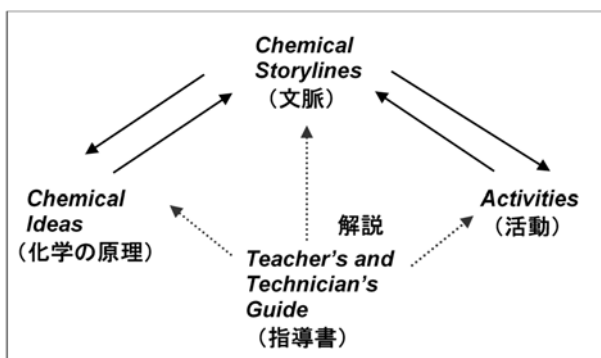 Chemical
Storylines
（文脈）
Chemical
Ideas
（化学の原理）
Activities
（活動）
解説
Teacher's and
Technician's
Guide
（指導書）